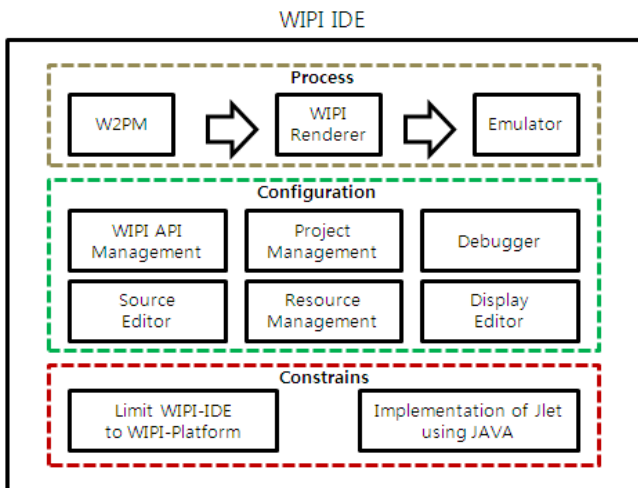 WIPI IDE
Process
W2PM
WIPI
Renderer
Emulator
Configuration
WIPI API
Management
Project
Management
Debugger
Source
Editor
Resource
Management
Display
Editor
Constrains
Limit WIPI-IDE
to WIPI-Platform
Implementation of Jlet
using JAVA